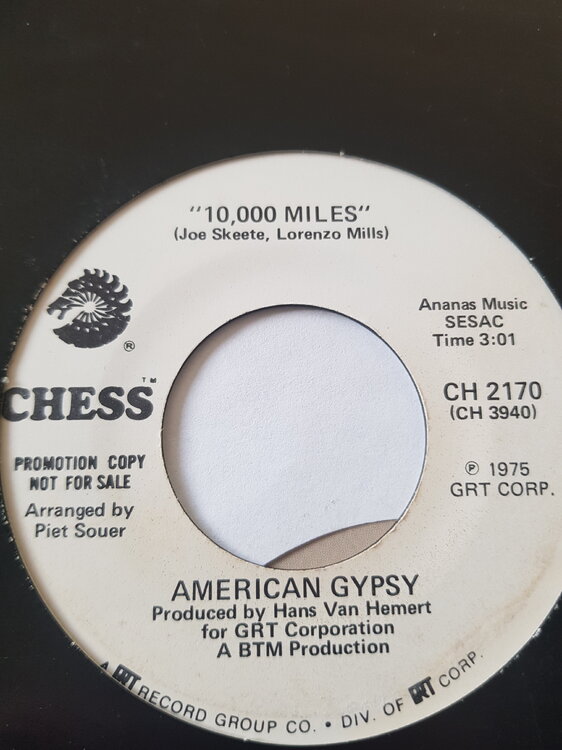 "10,000 MILES"
(Joe Skeete, Lorenzo Mills)
®
CHESS™
PROMOTION COPY
NOT FOR SALE
Arranged by
Piet Souer
Ananas Music
SESAC
Time 3:01
CH 2170
(CH 3940)
℗ 1975
GRT CORP.
AMERICAN GYPSY
Produced by Hans Van Hemert
for GRT Corporation
A BTM Production
A GRT RECORD GROUP CO. • DIV. OF GRT CORP.